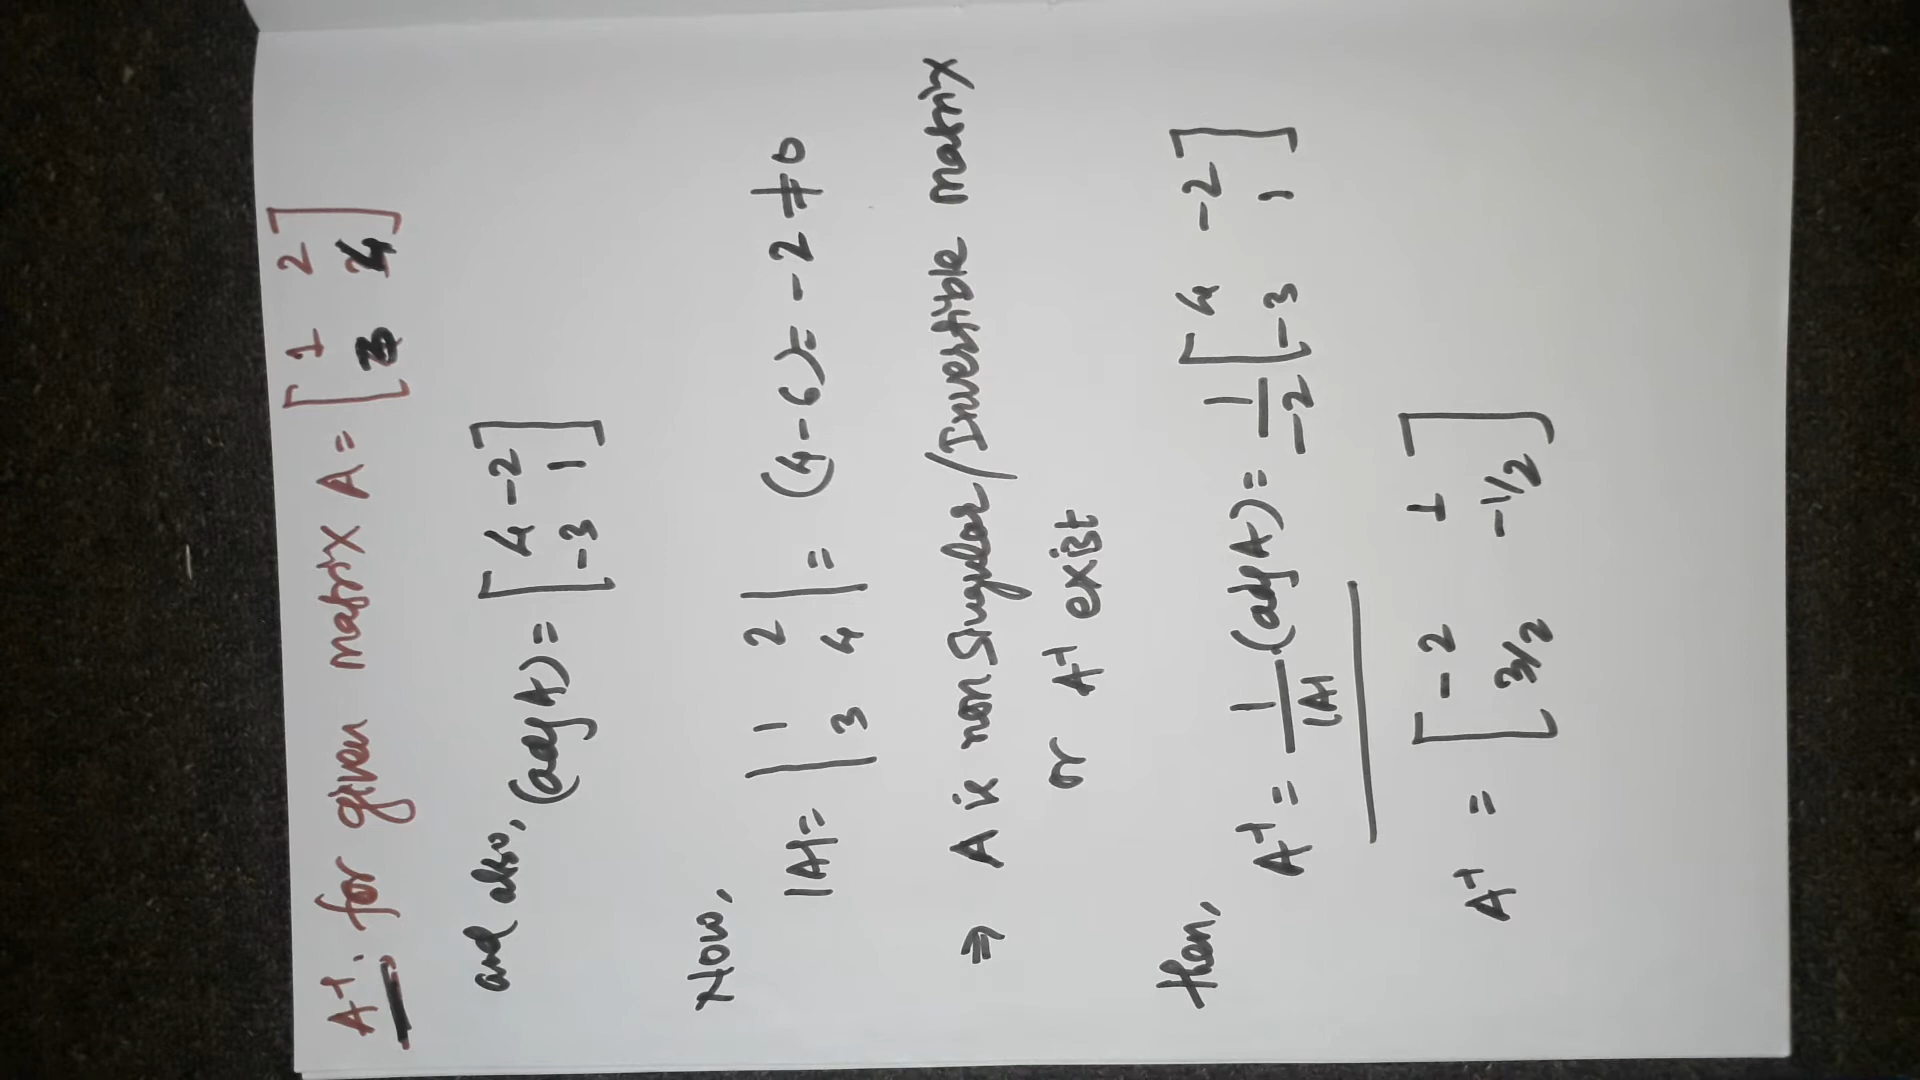 A⁻¹: for given matrix A = [ 1 2
3 4 ]
and also, (adj A) = [ 4 -2
-3 1 ]
Now,
|A| = | 1 2
3 4 | = (4-6) = -2 ≠ 0
⇒ A is non Singular/Invertible matrix
or A⁻¹ exist
then,
A⁻¹ = 1/|A| · (adj A) = 1/-2 [ 4 -2
-3 1 ]
A⁻¹ = [ -2 1
3/2 -1/2 ]